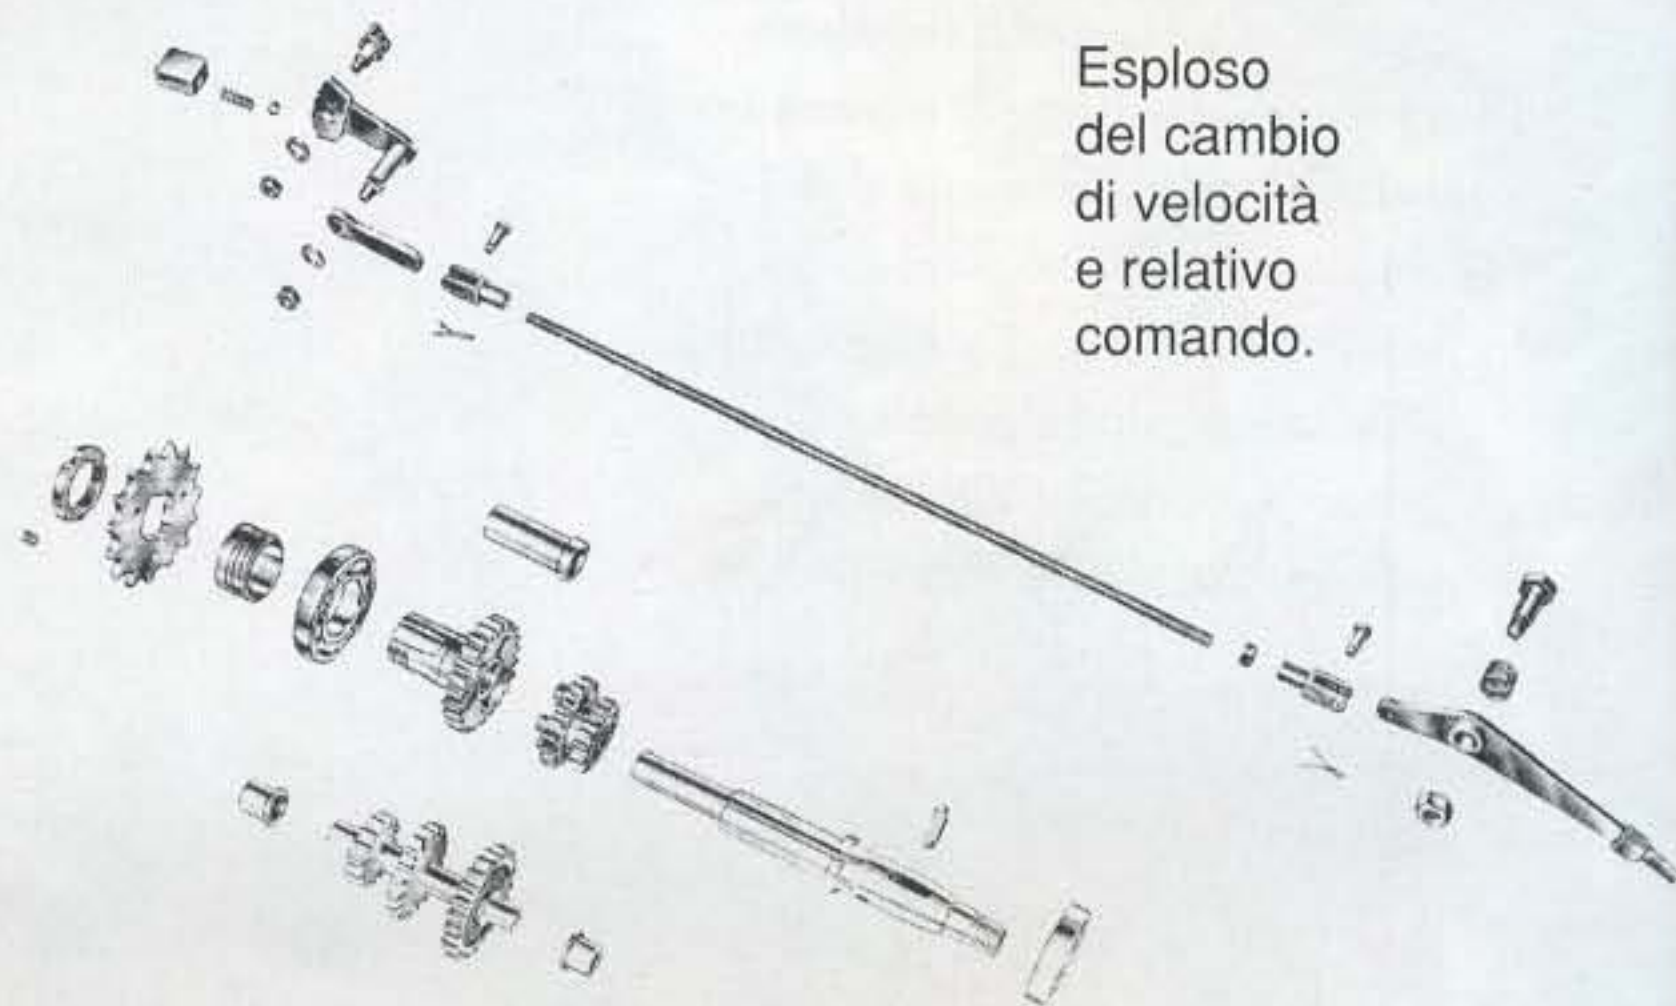 Esploso
del cambio
di velocità
e relativo
comando.